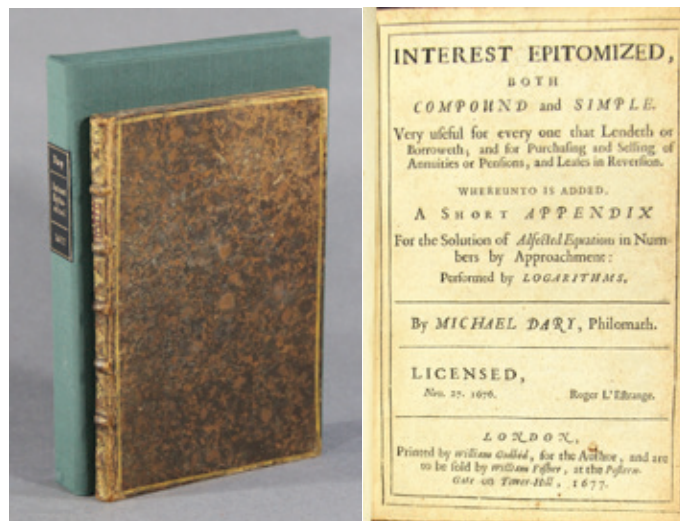 INTEREST EPITOMIZED,
BOTH
COMPOUND and SIMPLE.
Very useful for every one that Lendeth or
Borroweth, and for Purchasing and Selling of
Annuities or Pensions, and Leases in Reversion.
WHEREUNTO IS ADDED,
A SHORT APPENDIX
For the Solution of Adfected Equations in Num-
bers by Approachment:
Performed by LOGARITHMS.
By MICHAEL DARY, Philomath.
LICENSED,
Nov. 27. 1676. Roger L'Estrange.
LONDON,
Printed by William Godbid, for the Author, and are
to be sold by William Fisher, at the Postern-
Gate on Tower-Hill, 1677.